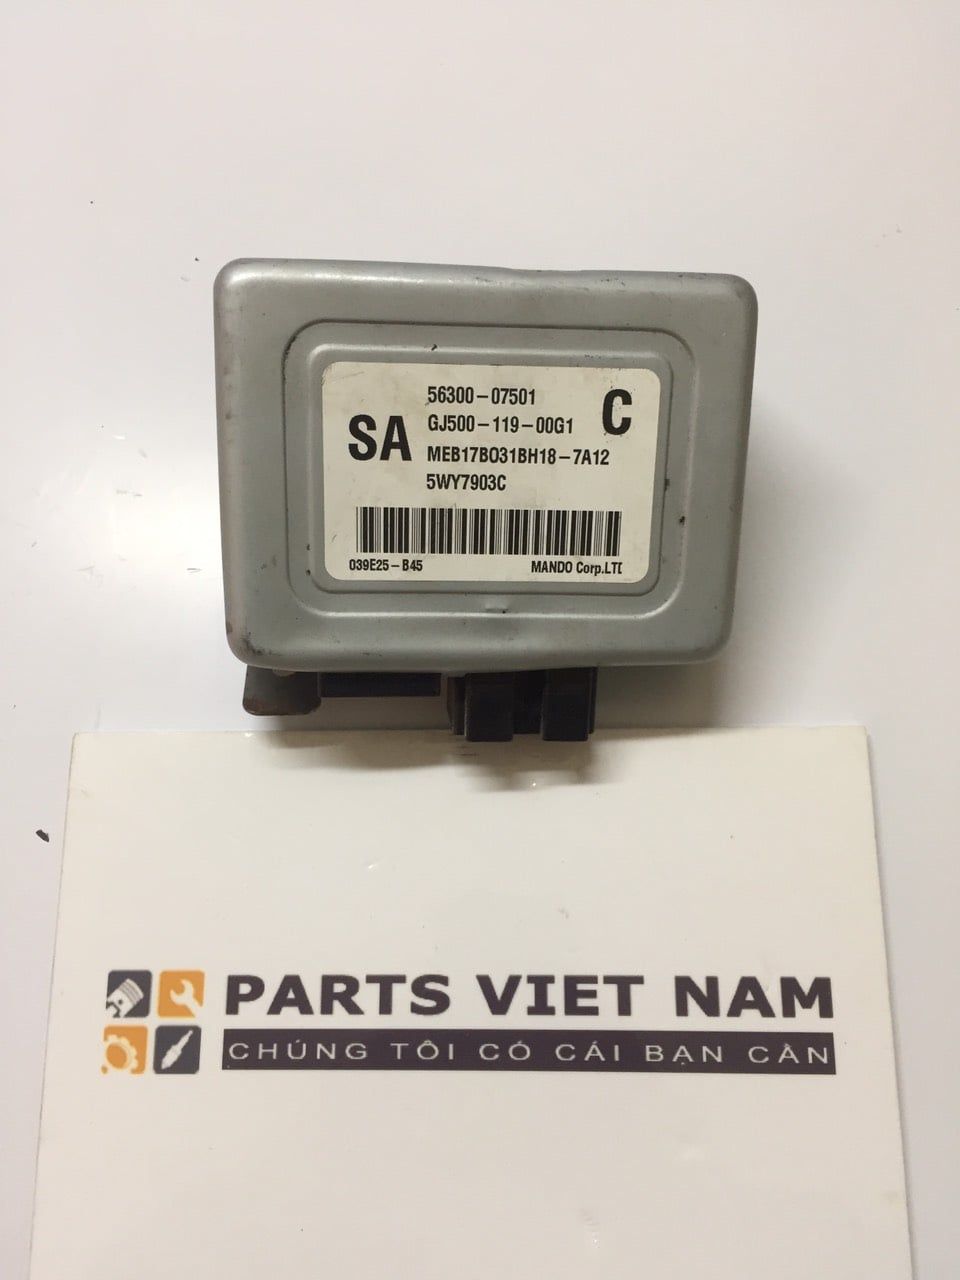 56300-07501
SA
C
GJ500-119-00G1
MEB17B031BH18-7A12
5WY7903C
039E25-B45
MANDO Corp.LTD
PARTS VIET NAM
CHÚNG TÔI CÓ CÁI BẠN CẦN